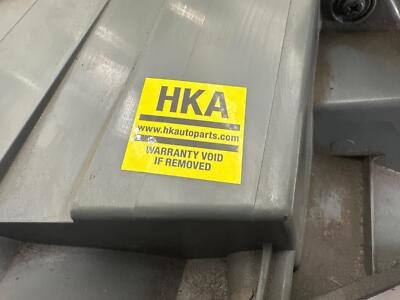 HKA
www.hkautoparts.com
WARRANTY VOID
IF REMOVED